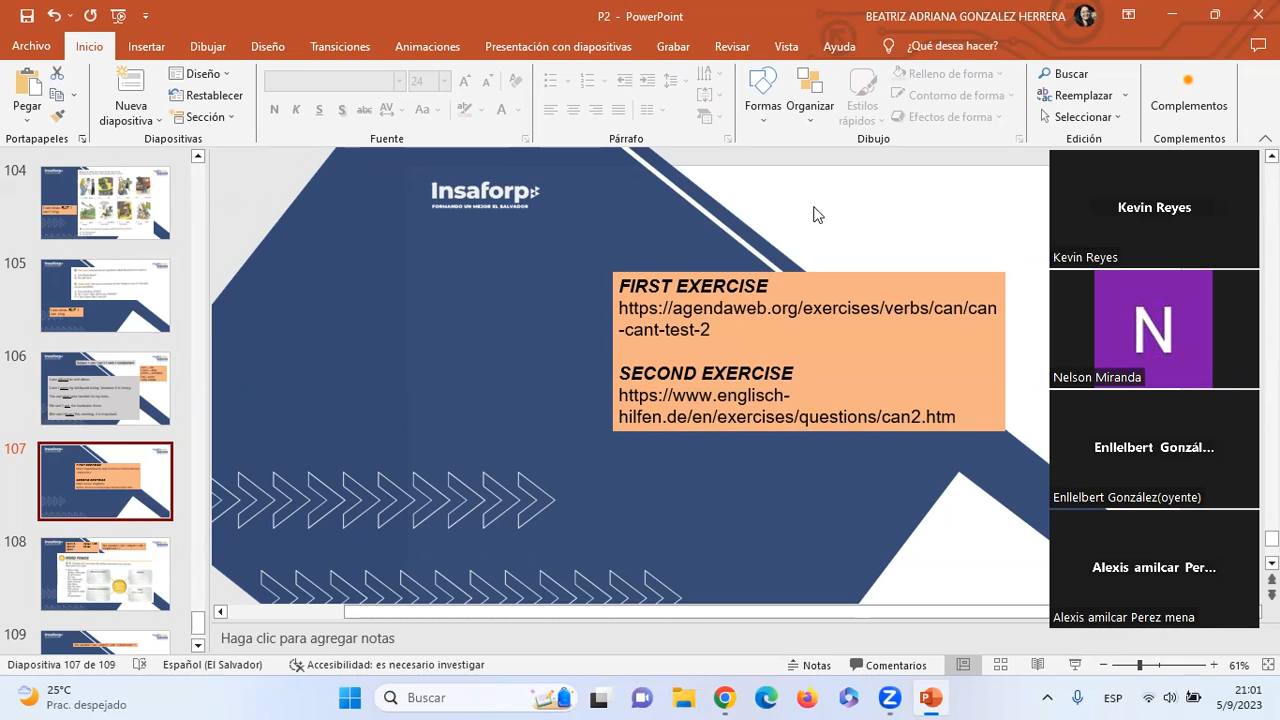 P2 - PowerPoint
BEATRIZ ADRIANA GONZALEZ HERRERA
Archivo Inicio Insertar Dibujar Diseño Transiciones Animaciones Presentación con diapositivas Grabar Revisar Vista Ayuda ¿Qué desea hacer?
Pegar
Portapapeles
Nueva diapositiva
Diseño
Restablecer
Sección
Diapositivas
24
N K S S abc AV Aa A
Fuente
Párrafo
Formas
Organizar
Estilos rápidos
Relleno de forma
Contorno de forma
Efectos de forma
Dibujo
Buscar
Reemplazar
Seleccionar
Edición
Complementos
Complementos
104
105
106
107
108
109
Insaforp
FORMANDO UN MEJOR EL SALVADOR
FIRST EXERCISE
https://agendaweb.org/exercises/verbs/can/can
-cant-test-2
SECOND EXERCISE
https://www.englisch-
hilfen.de/en/exercises/questions/can2.htm
Kevin Reyes
Kevin Reyes
N
Nelson Miranda
Enllelbert Gonza...
Enllelbert González(oyente)
Alexis amilcar Per...
Alexis amilcar Perez mena
Haga clic para agregar notas
Diapositiva 107 de 109 Español (El Salvador) Accesibilidad: es necesario investigar Notas Comentarios 61%
25°C
Prac. despejado
Buscar
ESP
21:01
5/9/2023